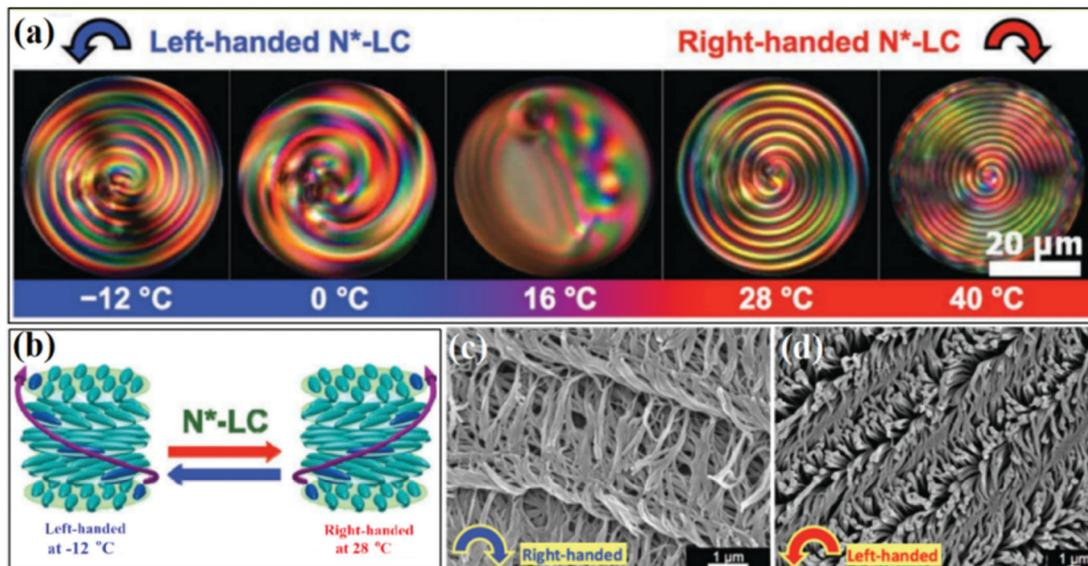 (a)
Left-handed N*-LC
Right-handed N*-LC
20 µm
−12 °C
0 °C
16 °C
28 °C
40 °C
(b)
N*-LC
Left-handed
at -12 °C
Right-handed
at 28 °C
(c)
Right-handed
1 µm
(d)
Left-handed
1 µm